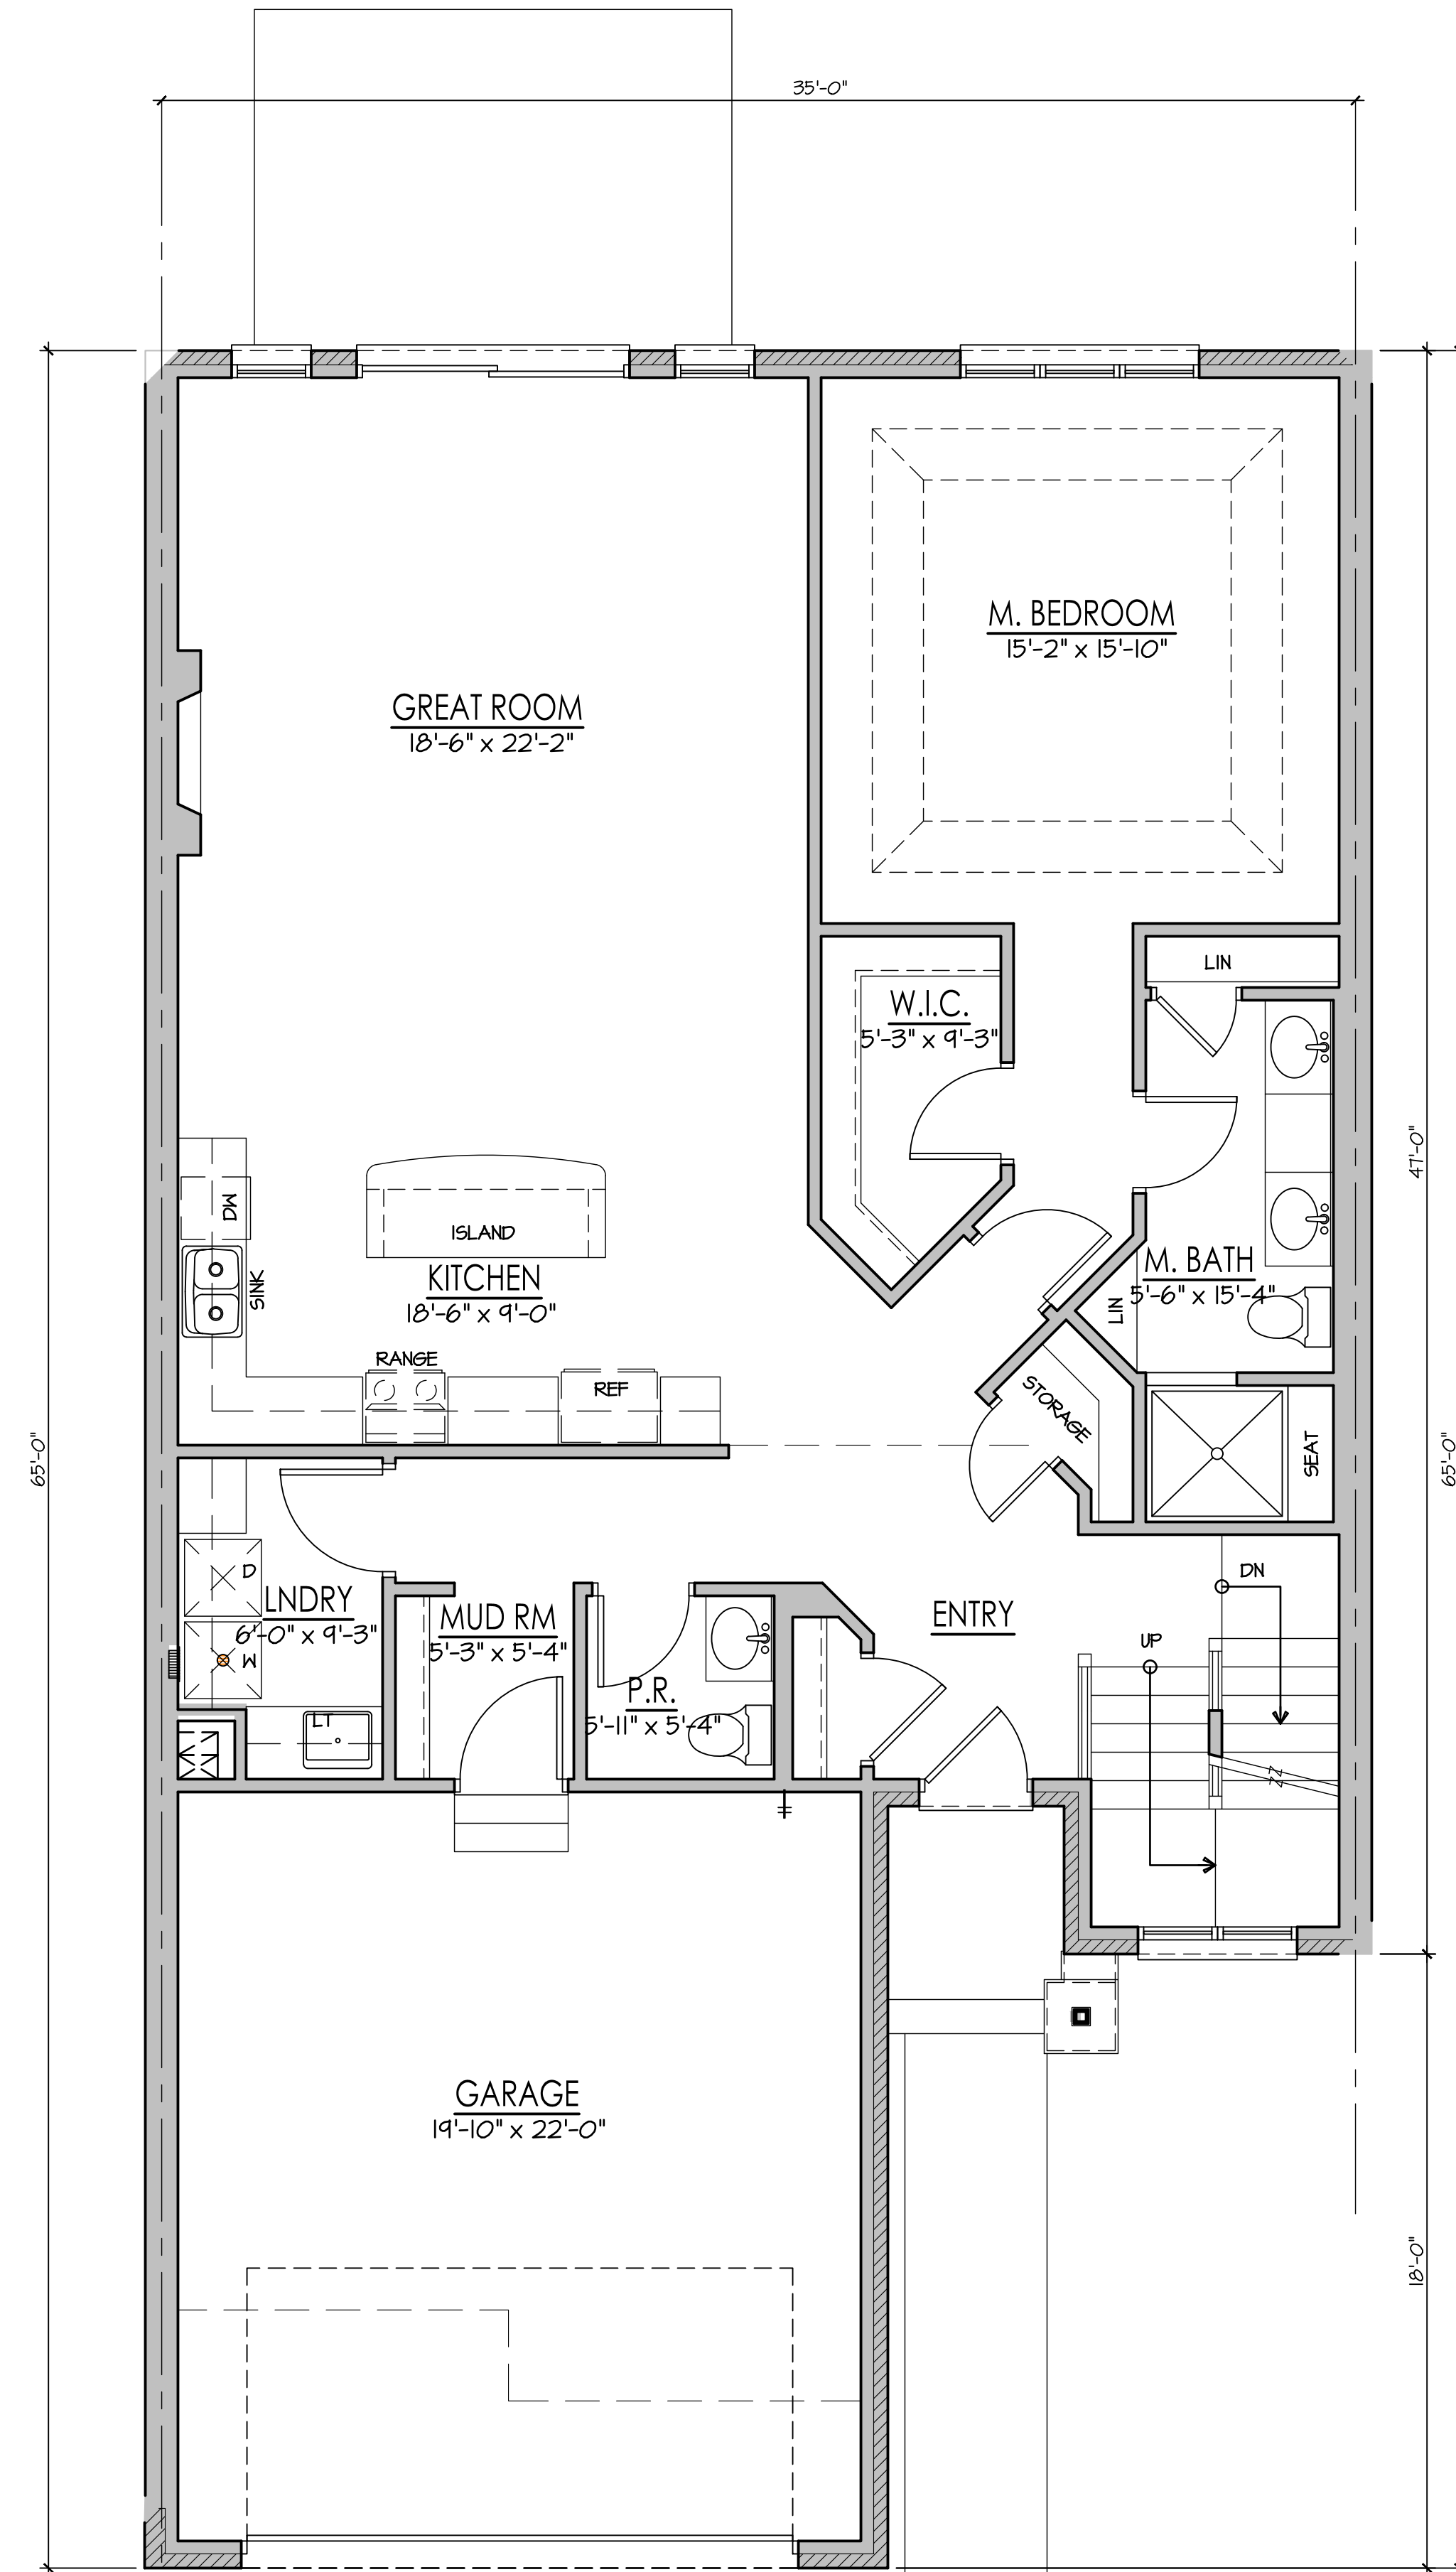 35'-0"
M. BEDROOM
15'-2" x 15'-10"
GREAT ROOM
18'-6" x 22'-2"
LIN
W.I.C.
5'-3" x 9'-3"
47'-0"
DW
ISLAND
SINK
KITCHEN
18'-6" x 9'-0"
M. BATH
5'-6" x 15'-4"
LIN
RANGE
REF
STORAGE
SEAT
65'-0"
65'-0"
D
DN
LNDRY
6'-0" x 9'-3"
W
MUD RM
5'-3" x 5'-4"
ENTRY
UP
P.R.
5'-11" x 5'-4"
LT
GARAGE
19'-10" x 22'-0"
18'-0"